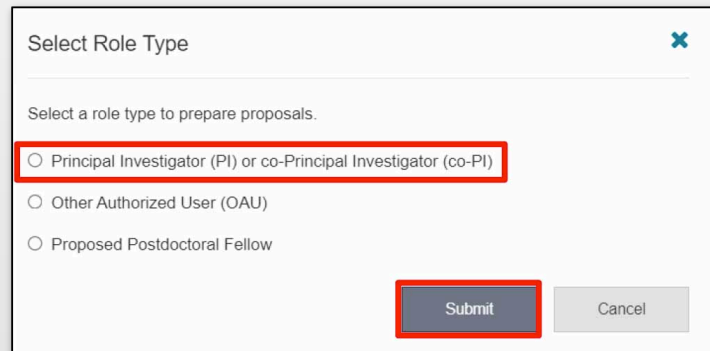 Select Role Type
Select a role type to prepare proposals.
Principal Investigator (PI) or co-Principal Investigator (co-PI)
Other Authorized User (OAU)
Proposed Postdoctoral Fellow
Submit Cancel